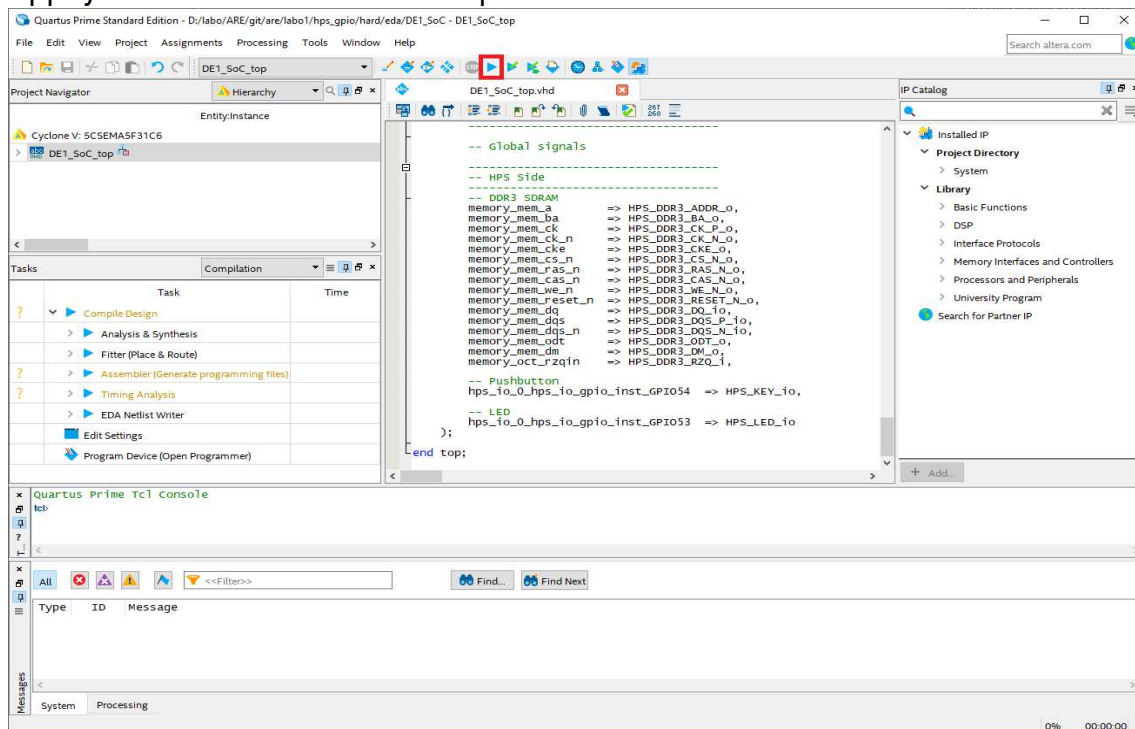 Quartus Prime Standard Edition - D:/labo/ARE/git/are/labo1/hps_gpio/hard/eda/DE1_SoC - DE1_SoC_top
File Edit View Project Assignments Processing Tools Window Help
Search altera.com
DE1_SoC_top
Project Navigator
Hierarchy
Entity:Instance
Cyclone V: 5CSEMA5F31C6
DE1_SoC_top
Tasks
Compilation
Task Time
Compile Design
Analysis & Synthesis
Fitter (Place & Route)
Assembler (Generate programming files)
Timing Analysis
EDA Netlist Writer
Edit Settings
Program Device (Open Programmer)
DE1_SoC_top.vhd
267
268
------------------------------------
-- Global signals
------------------------------------
-- HPS Side
------------------------------------
-- DDR3 SDRAM
memory_mem_a => HPS_DDR3_ADDR_o,
memory_mem_ba => HPS_DDR3_BA_o,
memory_mem_ck => HPS_DDR3_CK_P_o,
memory_mem_ck_n => HPS_DDR3_CK_N_o,
memory_mem_cke => HPS_DDR3_CKE_o,
memory_mem_cs_n => HPS_DDR3_CS_N_o,
memory_mem_ras_n => HPS_DDR3_RAS_N_o,
memory_mem_cas_n => HPS_DDR3_CAS_N_o,
memory_mem_we_n => HPS_DDR3_WE_N_o,
memory_mem_reset_n => HPS_DDR3_RESET_N_o,
memory_mem_dq => HPS_DDR3_DQ_io,
memory_mem_dqs => HPS_DDR3_DQS_P_io,
memory_mem_dqs_n => HPS_DDR3_DQS_N_io,
memory_mem_odt => HPS_DDR3_ODT_o,
memory_mem_dm => HPS_DDR3_DM_o,
memory_oct_rzqin => HPS_DDR3_RZQ_i,
-- Pushbutton
hps_io_0_hps_io_gpio_inst_GPIO54 => HPS_KEY_io,
-- LED
hps_io_0_hps_io_gpio_inst_GPIO53 => HPS_LED_io
);
end top;
IP Catalog
Installed IP
Project Directory
System
Library
Basic Functions
DSP
Interface Protocols
Memory Interfaces and Controllers
Processors and Peripherals
University Program
Search for Partner IP
+ Add...
Quartus Prime Tcl Console
tcl>
All
<<Filter>>
Find...
Find Next
Type ID Message
Messages
System Processing
0% 00:00:00